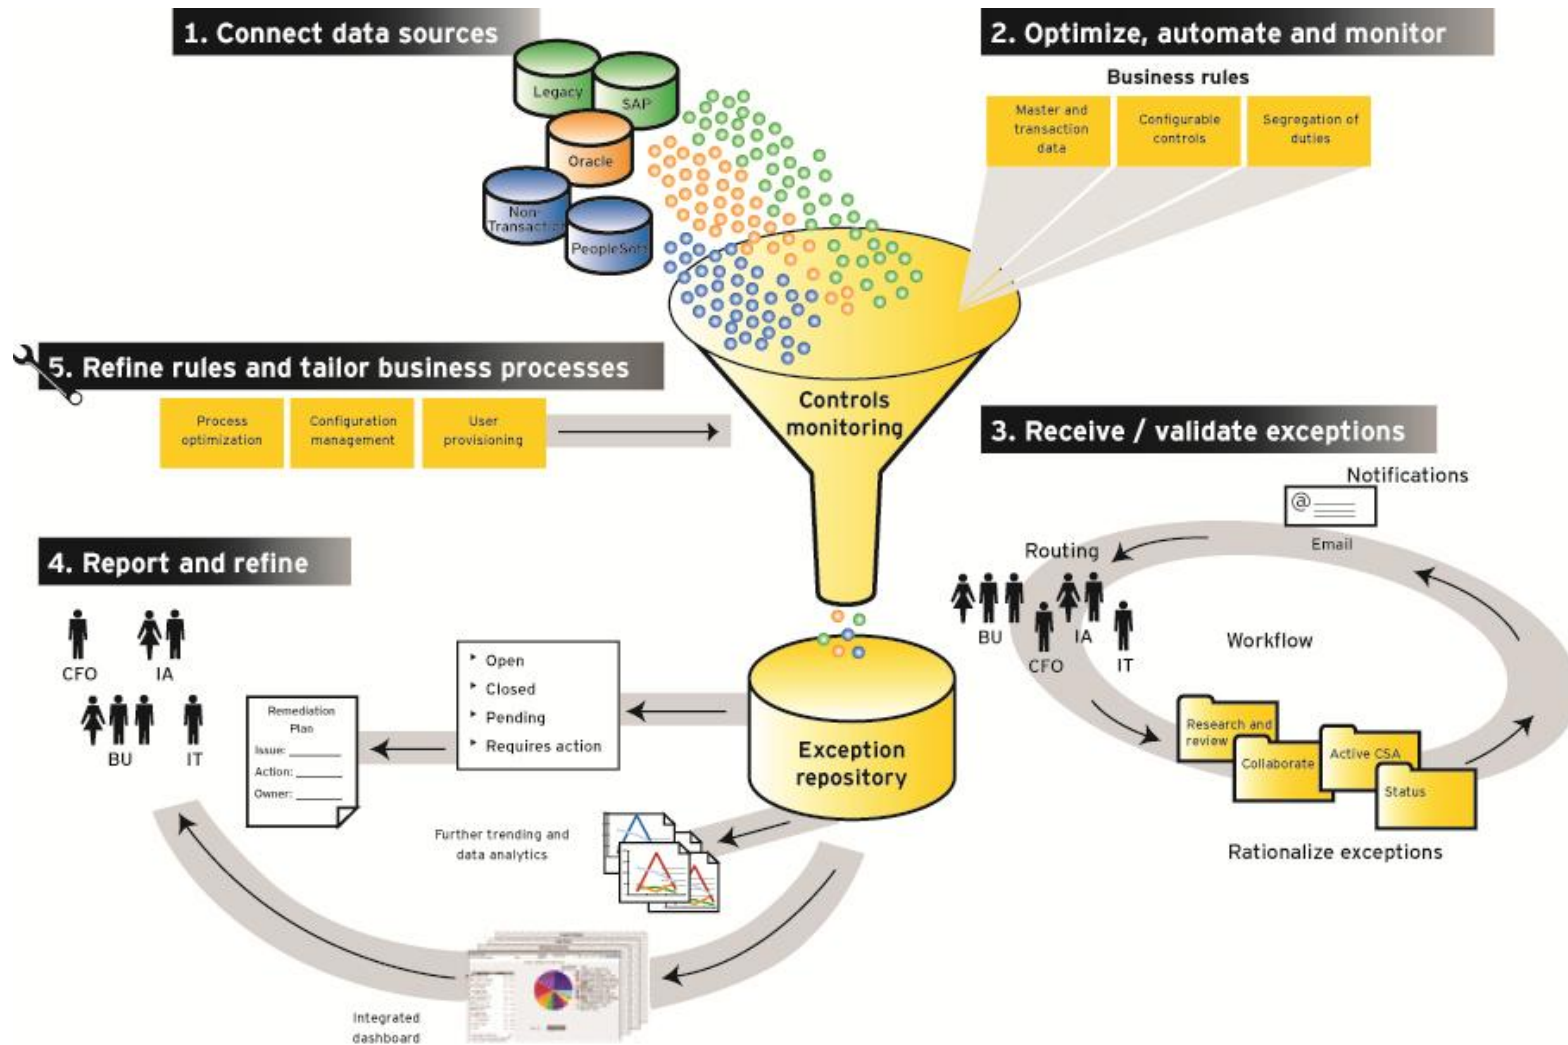 1. Connect data sources
Legacy
SAP
Oracle
Non-
Transaction
PeopleSoft
2. Optimize, automate and monitor
Business rules
Master and
transaction
data
Configurable
controls
Segregation of
duties
5. Refine rules and tailor business processes
Process
optimization
Configuration
management
User
provisioning
Controls
monitoring
3. Receive / validate exceptions
Notifications
@
Email
Routing
BU
CFO
IA
IT
Workflow
Research and
review
Collaborate
Active CSA
Status
Rationalize exceptions
4. Report and refine
CFO
IA
BU
IT
Remediation
Plan
Issue:
Action:
Owner:
Open
Closed
Pending
Requires action
Exception
repository
Further trending and
data analytics
Integrated
dashboard